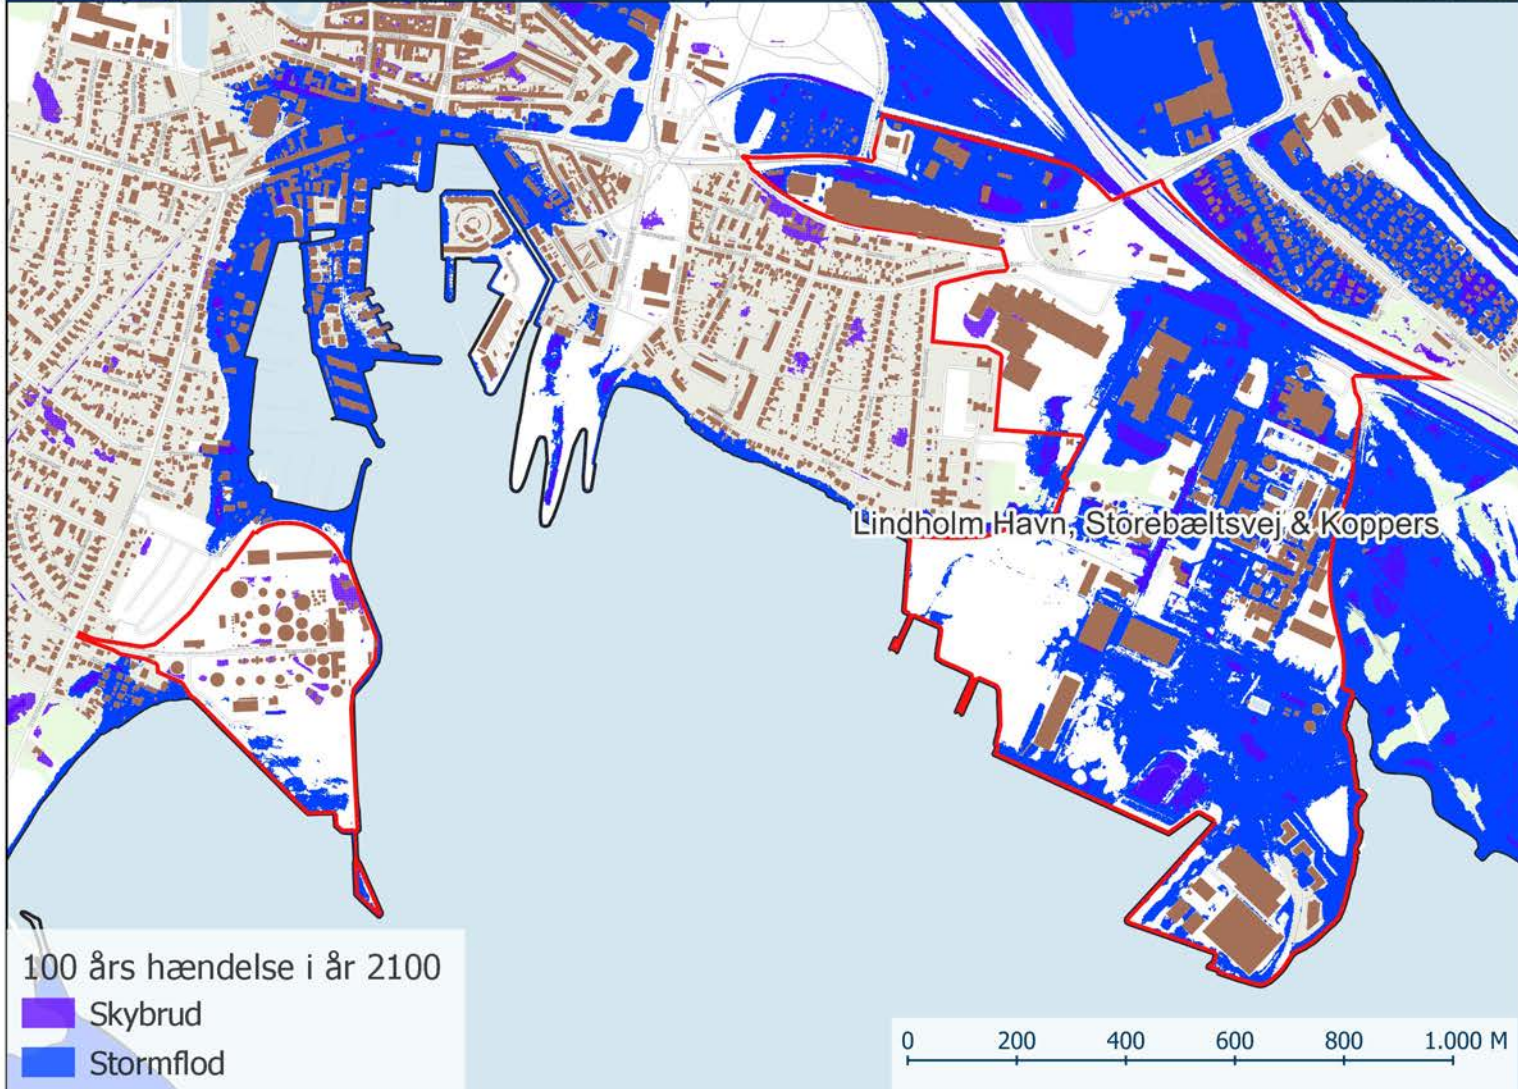 Lindholm Havn, Storebæltsvej & Koppers
100 års hændelse i år 2100
Skybrud
Stormflod
0 200 400 600 800 1.000 M